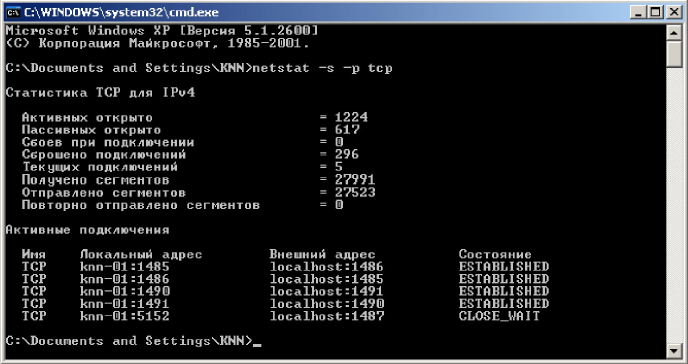 C:\WINDOWS\system32\cmd.exe
Microsoft Windows XP [Версия 5.1.2600]
(С) Корпорация Майкрософт, 1985-2001.
C:\Documents and Settings\KNN>netstat -s -p tcp
Статистика TCP для IPv4
Активных открыто = 1224
Пассивных открыто = 617
Сбоев при подключении = 0
Сброшено подключений = 296
Текущих подключений = 5
Получено сегментов = 27991
Отправлено сегментов = 27523
Повторно отправлено сегментов = 0
Активные подключения
Имя Локальный адрес Внешний адрес Состояние
TCP knn-01:1485 localhost:1486 ESTABLISHED
TCP knn-01:1486 localhost:1485 ESTABLISHED
TCP knn-01:1490 localhost:1491 ESTABLISHED
TCP knn-01:1491 localhost:1490 ESTABLISHED
TCP knn-01:5152 localhost:1487 CLOSE_WAIT
C:\Documents and Settings\KNN>_